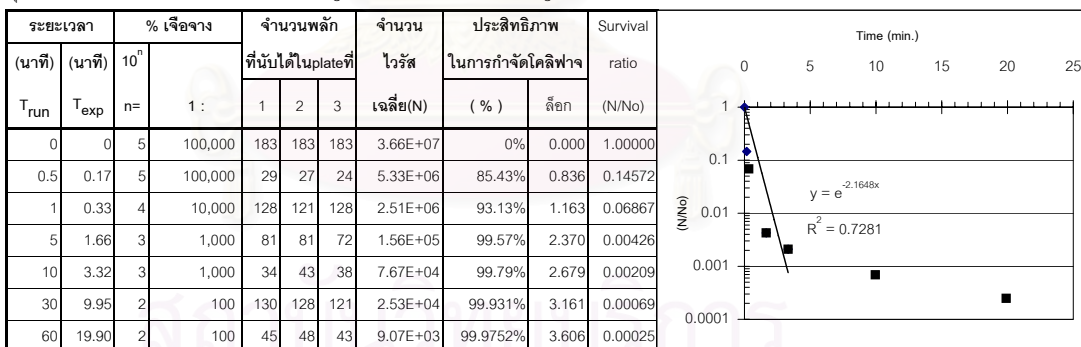 ระยะเวลา % เจือจาง จำนวนพลัก จำนวน ประสิทธิภาพ Survival
(นาที) (นาที) 10^n ที่นับได้ในplateที่ ไวรัส ในการกำจัดโคลิฟาจ ratio
T_run T_exp n= 1 : 1 2 3 เฉลี่ย(N) ( % ) ล็อก (N/No)
0 0 5 100,000 183 183 183 3.66E+07 0% 0.000 1.00000
0.5 0.17 5 100,000 29 27 24 5.33E+06 85.43% 0.836 0.14572
1 0.33 4 10,000 128 121 128 2.51E+06 93.13% 1.163 0.06867
5 1.66 3 1,000 81 81 72 1.56E+05 99.57% 2.370 0.00426
10 3.32 3 1,000 34 43 38 7.67E+04 99.79% 2.679 0.00209
30 9.95 2 100 130 128 121 2.53E+04 99.931% 3.161 0.00069
60 19.90 2 100 45 48 43 9.07E+03 99.9752% 3.606 0.00025
Time (min.)
0 5 10 15 20 25
1
0.1
0.01
0.001
0.0001
(N/No)
y = e^-2.1648x
R^2 = 0.7281